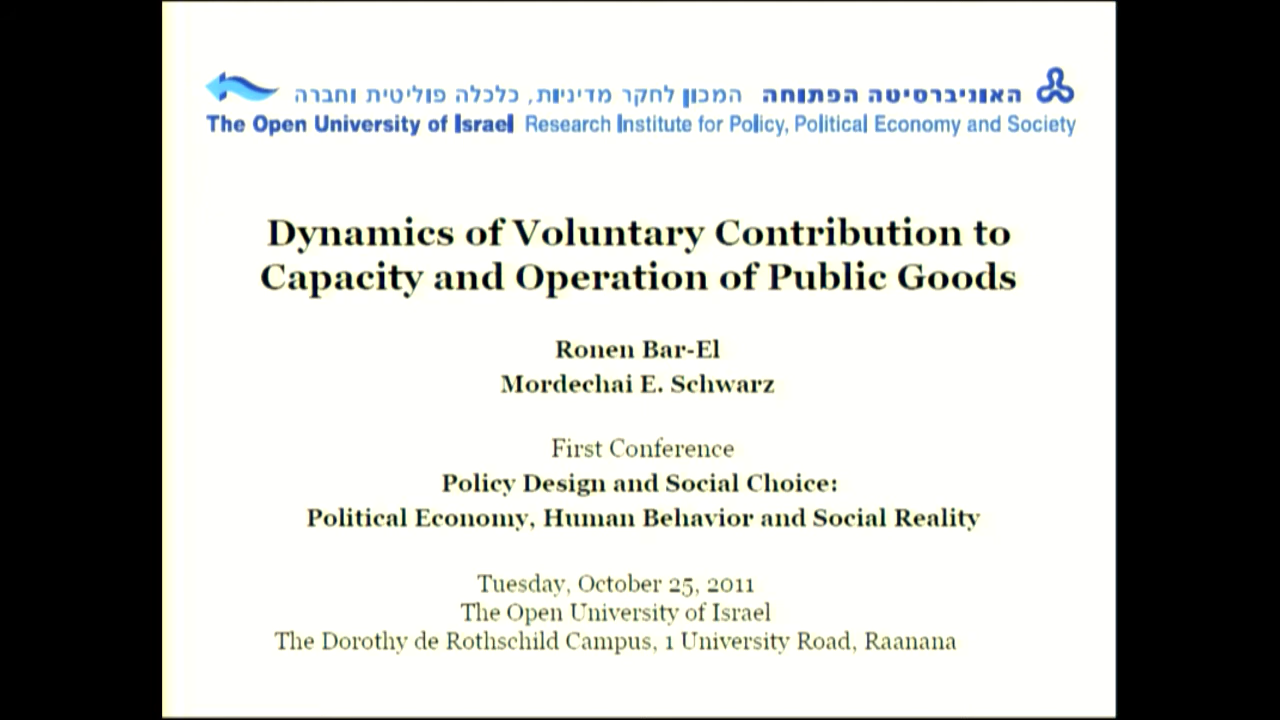 האוניברסיטה הפתוחה המכון לחקר מדיניות, כלכלה פוליטית וחברה
The Open University of Israel Research Institute for Policy, Political Economy and Society
Dynamics of Voluntary Contribution to
Capacity and Operation of Public Goods
Ronen Bar-El
Mordechai E. Schwarz
First Conference
Policy Design and Social Choice:
Political Economy, Human Behavior and Social Reality
Tuesday, October 25, 2011
The Open University of Israel
The Dorothy de Rothschild Campus, 1 University Road, Raanana